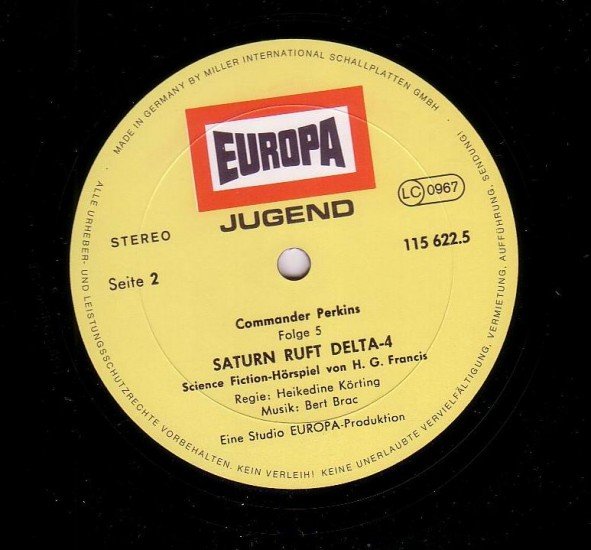 MADE IN GERMANY BY MILLER INTERNATIONAL SCHALLPLATTEN GMBH
EUROPA
JUGEND
LC 0967
STEREO
115 622.5
Seite 2
Commander Perkins
Folge 5
SATURN RUFT DELTA-4
Science Fiction-Hörspiel von H. G. Francis
Regie: Heikedine Körting
Musik: Bert Brac
Eine Studio EUROPA-Produktion
ALLE URHEBER- UND LEISTUNGSSCHUTZRECHTE VORBEHALTEN. KEIN VERLEIH! KEINE UNERLAUBTE VERVIELFÄLTIGUNG, VERMIETUNG, AUFFÜHRUNG, SENDUNG!